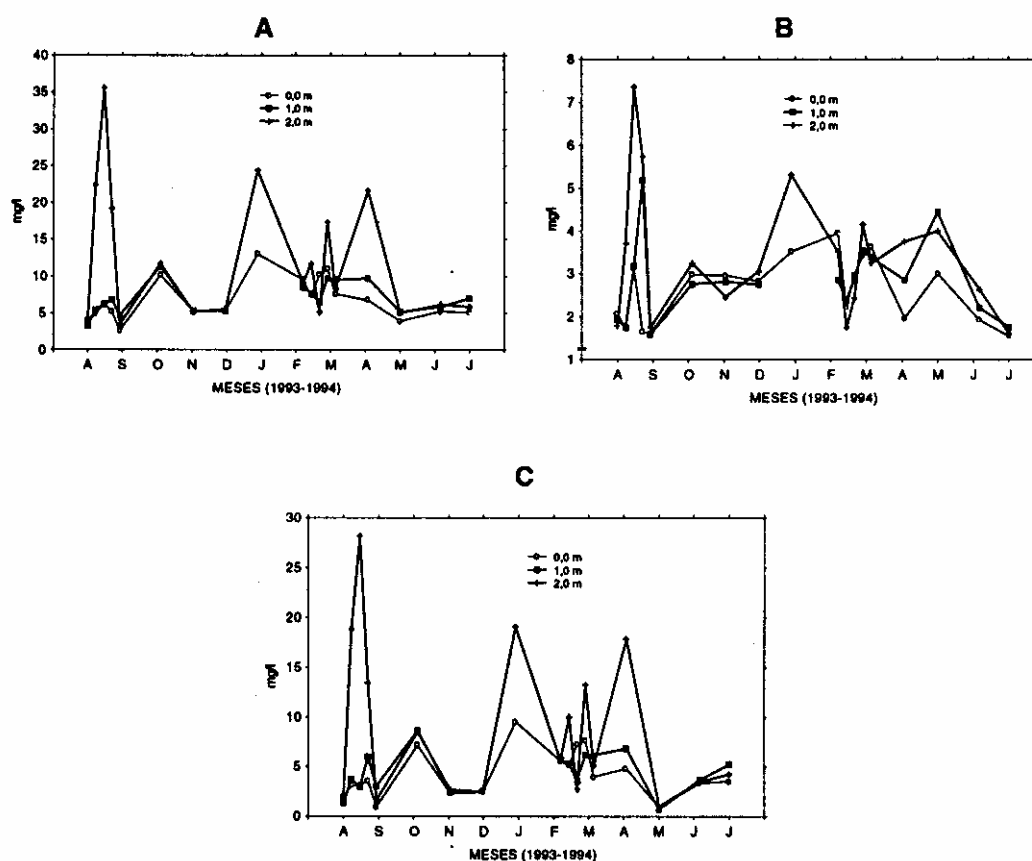 A
40
35
30
25
20
15
10
5
0
mg/l
0,0 m
1,0 m
2,0 m
A S O N D J F M A M J J
MESES (1993-1994)
B
8
7
6
5
4
3
2
1
mg/l
0,0 m
1,0 m
2,0 m
A S O N D J F M A M J J
MESES (1993-1994)
C
30
25
20
15
10
5
0
mg/l
0,0 m
1,0 m
2,0 m
A S O N D J F M A M J J
MESES (1993-1994)